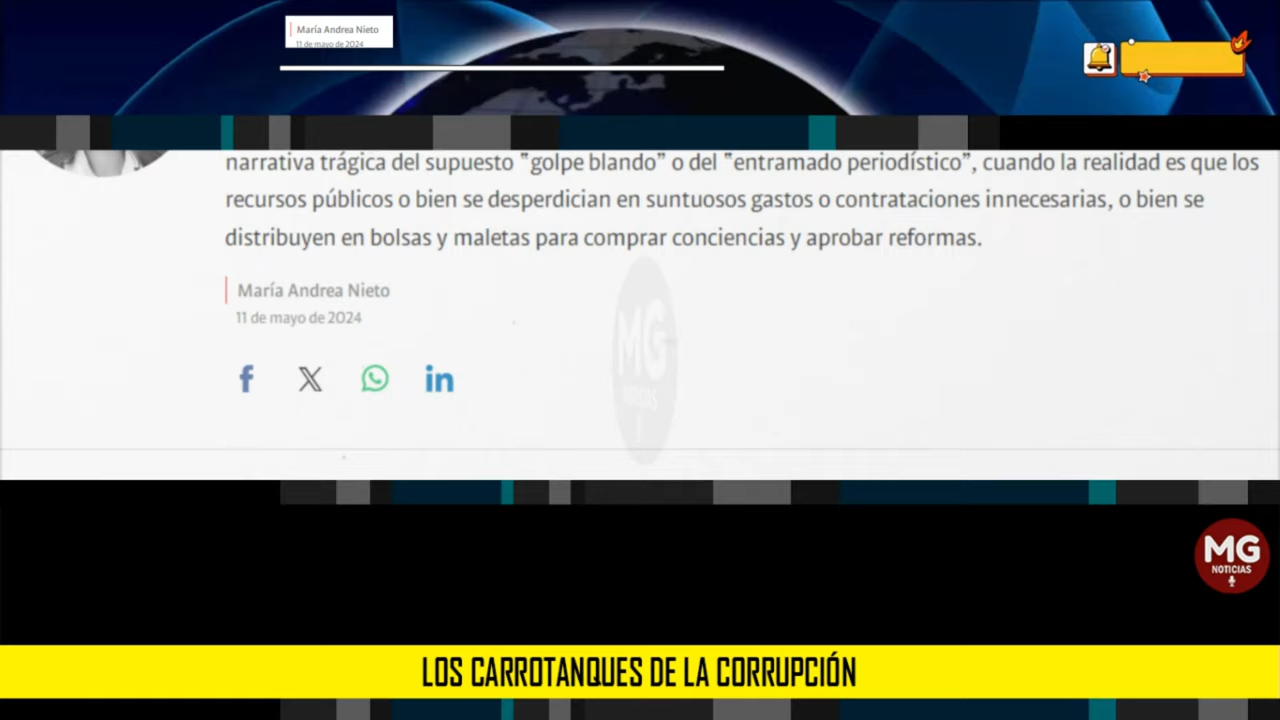 María Andrea Nieto
11 de mayo de 2024
narrativa trágica del supuesto "golpe blando" o del "entramado periodístico", cuando la realidad es que los
recursos públicos o bien se desperdician en suntuosos gastos o contrataciones innecesarias, o bien se
distribuyen en bolsas y maletas para comprar conciencias y aprobar reformas.
María Andrea Nieto
11 de mayo de 2024
MG
NOTICIAS
MG
NOTICIAS
LOS CARROTANQUES DE LA CORRUPCIÓN